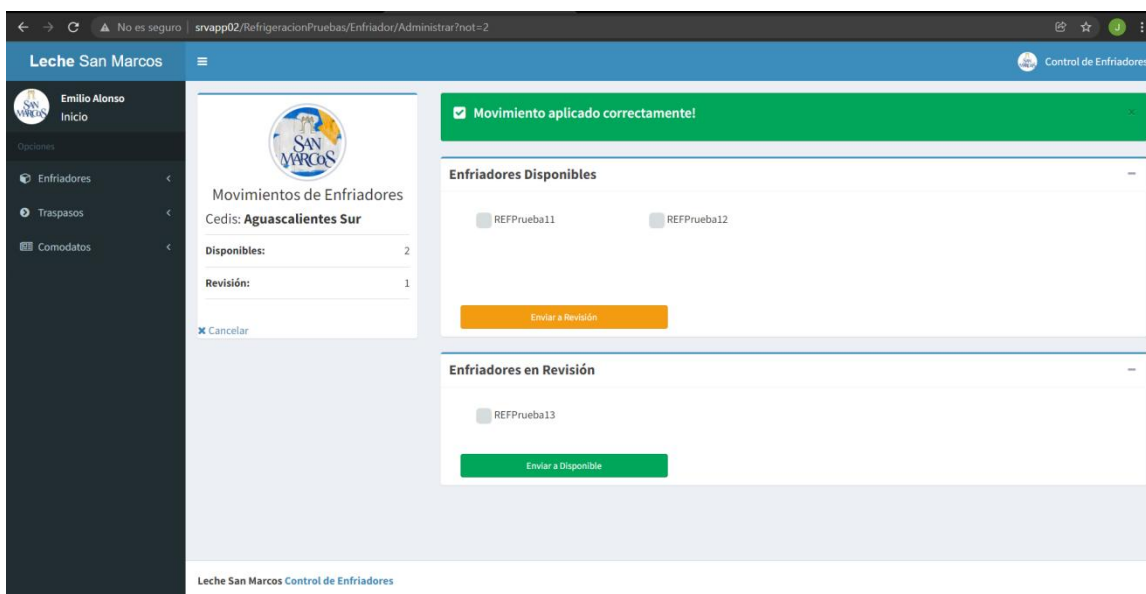 No es seguro srvapp02/RefrigeracionPruebas/Enfriador/Administrar?not=2
J
Leche San Marcos
Control de Enfriadores
SAN MARCOS
Emilio Alonso
Inicio
Opciones
Enfriadores
Traspasos
Comodatos
SAN
MARCOS
Movimientos de Enfriadores
Cedis: Aguascalientes Sur
Disponibles: 2
Revisión: 1
Cancelar
Movimiento aplicado correctamente!
Enfriadores Disponibles
REFPrueba11 REFPrueba12
Enviar a Revisión
Enfriadores en Revisión
REFPrueba13
Enviar a Disponible
Leche San Marcos Control de Enfriadores